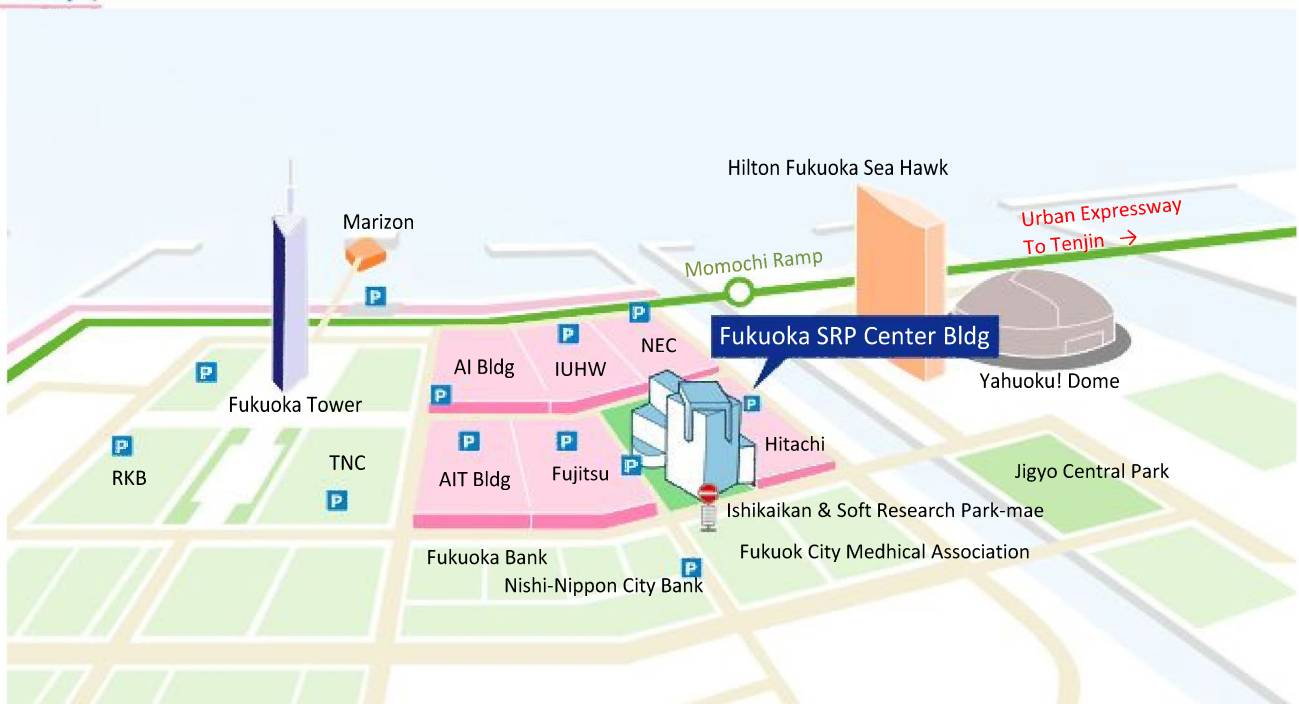 Hilton Fukuoka Sea Hawk
Marizon
Urban Expressway
To Tenjin →
Momochi Ramp
P
P
P
Fukuoka SRP Center Bldg
NEC
AI Bldg
IUHW
P
Yahuoku! Dome
P
P
Fukuoka Tower
P
P
P
Hitachi
TNC
RKB
AIT Bldg
Fujitsu
P
Jigyo Central Park
P
Ishikaikan & Soft Research Park-mae
Fukuoka Bank
Fukuok City Medhical Association
P
Nishi-Nippon City Bank